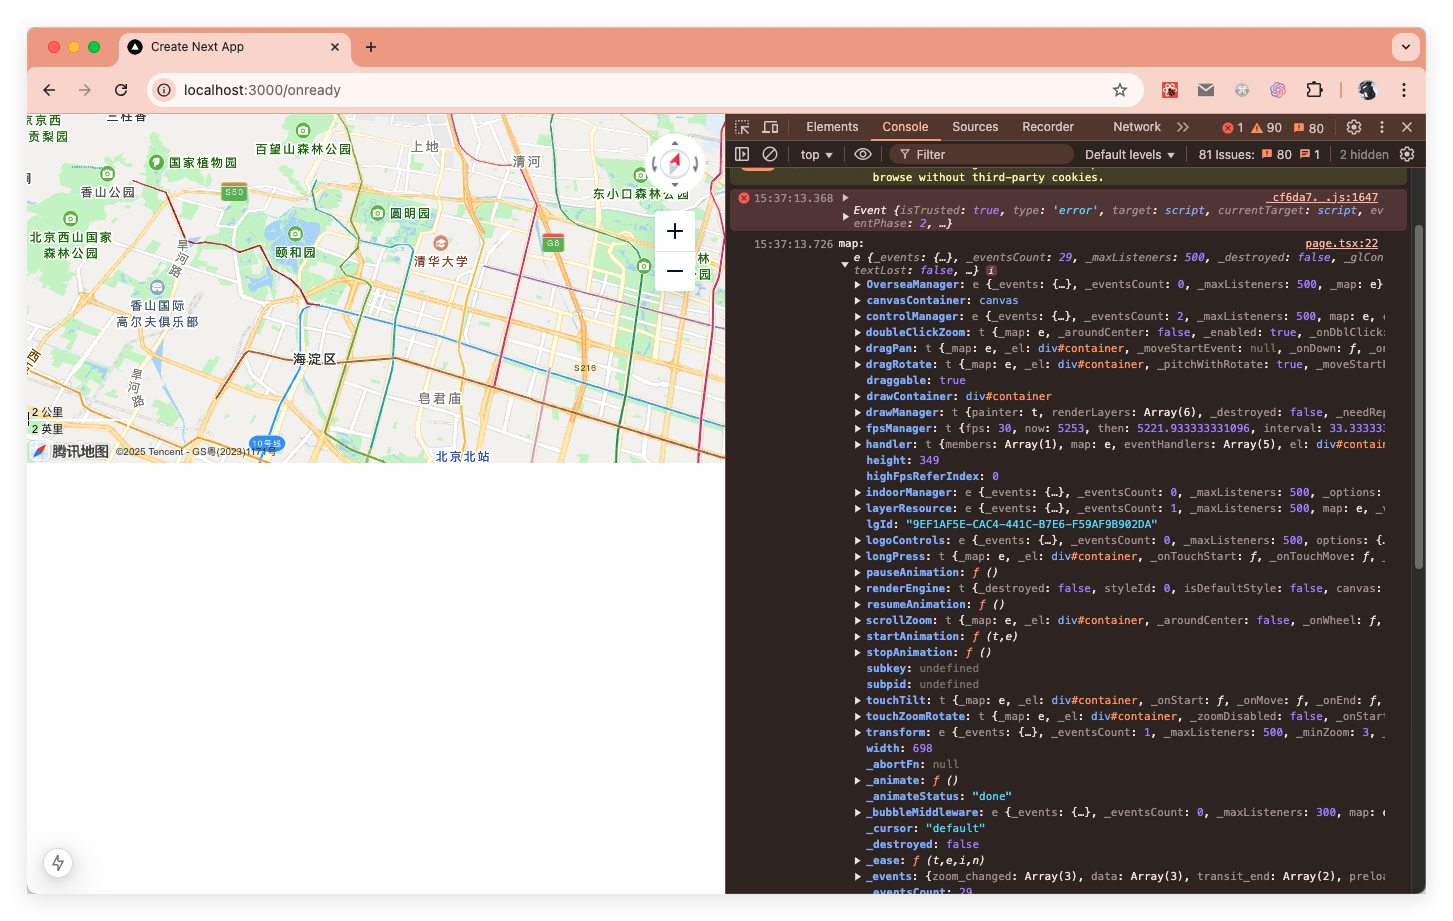 Create Next App
localhost:3000/onready
京京西
贡梨园
三柱香
国家植物园
百望山森林公园
上地
清河
香山公园
S50
东小口森林公园
圆明园
北京西山国家
森林公园
旱河路
颐和园
清华大学
G6
林
公园
香山国际
高尔夫俱乐部
西
海淀区
S216
旱河路
皂君庙
2 公里
2 英里
10号线
腾讯地图 ©2025 Tencent - GS粤(2023)1171号
北京北站
Elements Console Sources Recorder Network 1 90 80
top Filter Default levels 81 Issues: 80 1 2 hidden
browse without third-party cookies.
15:37:13.368 _cf6da7._.js:1647
Event {isTrusted: true, type: 'error', target: script, currentTarget: script, ev
entPhase: 2, …}
15:37:13.726 map: page.tsx:22
e {_events: {…}, _eventsCount: 29, _maxListeners: 500, _destroyed: false, _glCon
textLost: false, …} i
OverseaManager: e {_events: {…}, _eventsCount: 0, _maxListeners: 500, _map: e}
canvasContainer: canvas
controlManager: e {_events: {…}, _eventsCount: 2, _maxListeners: 500, map: e,
doubleClickZoom: t {_map: e, _aroundCenter: false, _enabled: true, _onDblClick:
dragPan: t {_map: e, _el: div#container, _moveStartEvent: null, _onDown: ƒ, _on
dragRotate: t {_map: e, _el: div#container, _pitchWithRotate: true, _moveStartE
draggable: true
drawContainer: div#container
drawManager: t {painter: t, renderLayers: Array(6), _destroyed: false, _needRep
fpsManager: t {fps: 30, now: 5253, then: 5221.933333331096, interval: 33.333333
handler: t {members: Array(1), map: e, eventHandlers: Array(5), el: div#contain
height: 349
highFpsReferIndex: 0
indoorManager: e {_events: {…}, _eventsCount: 0, _maxListeners: 500, _options:
layerResource: e {_events: {…}, _eventsCount: 1, _maxListeners: 500, map: e, _v
lgId: "9EF1AF5E-CAC4-441C-B7E6-F59AF9B902DA"
logoControls: e {_events: {…}, _eventsCount: 0, _maxListeners: 500, options: {…
longPress: t {_map: e, _el: div#container, _onTouchStart: ƒ, _onTouchMove: ƒ, _
pauseAnimation: ƒ ()
renderEngine: t {_destroyed: false, styleId: 0, isDefaultStyle: false, canvas:
resumeAnimation: ƒ ()
scrollZoom: t {_map: e, _el: div#container, _aroundCenter: false, _onWheel: ƒ,
startAnimation: ƒ (t,e)
stopAnimation: ƒ ()
subkey: undefined
subpid: undefined
touchTilt: t {_map: e, _el: div#container, _onStart: ƒ, _onMove: ƒ, _onEnd: ƒ,
touchZoomRotate: t {_map: e, _el: div#container, _zoomDisabled: false, _onStart
transform: e {_events: {…}, _eventsCount: 1, _maxListeners: 500, _minZoom: 3, _
width: 698
_abortFn: null
_animate: ƒ ()
_animateStatus: "done"
_bubbleMiddleware: e {_events: {…}, _eventsCount: 0, _maxListeners: 300, map: e
_cursor: "default"
_destroyed: false
_ease: ƒ (t,e,i,n)
_events: {zoom_changed: Array(3), data: Array(3), transit_end: Array(2), preloa
_eventsCount: 29